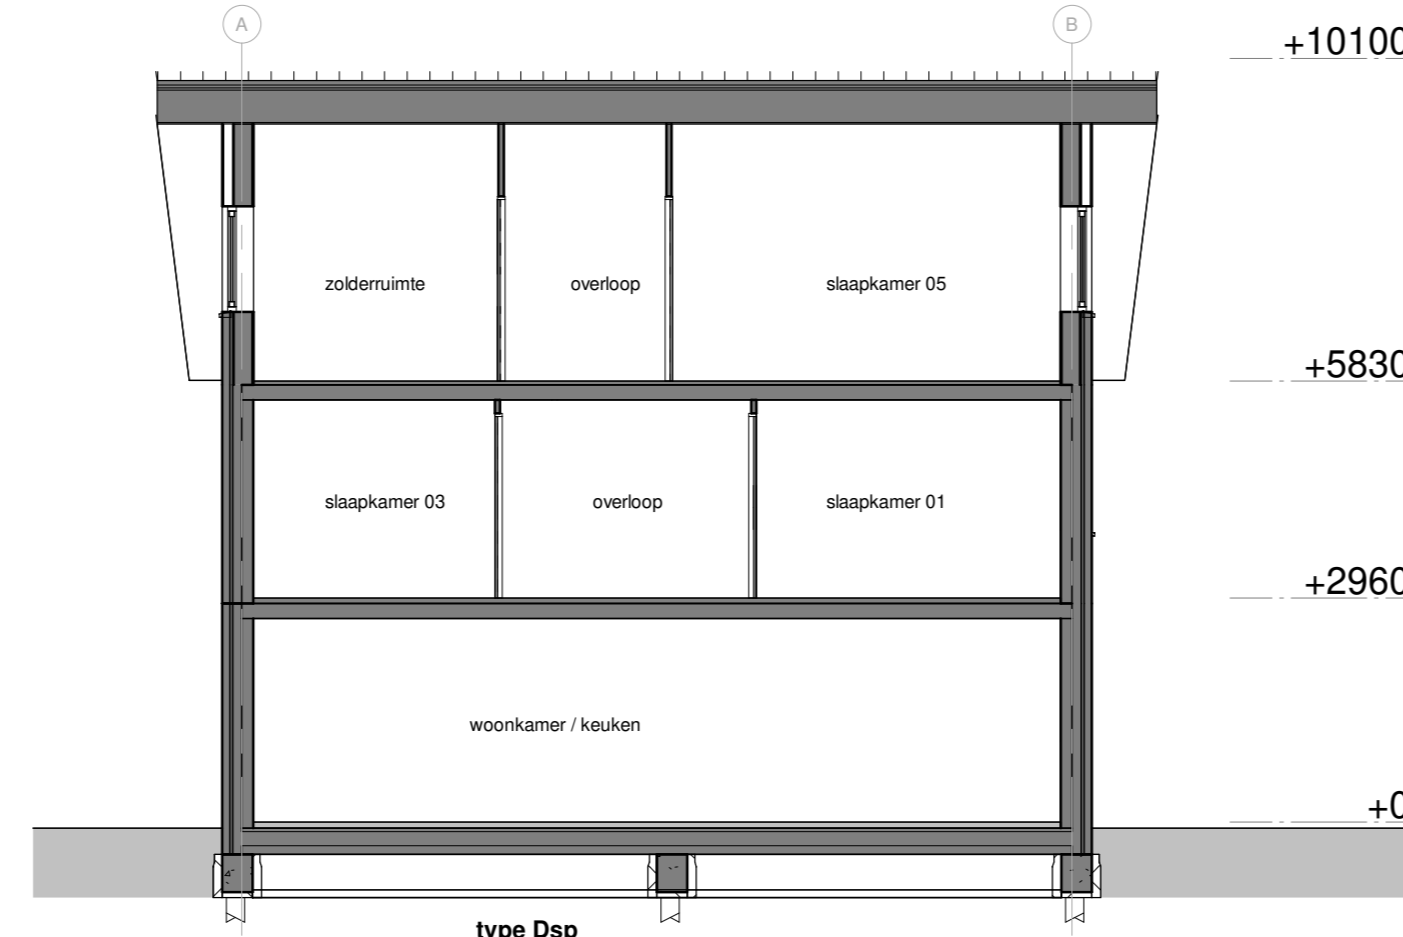 A B
+10100
zolderruimte overloop slaapkamer 05
+5830
slaapkamer 03 overloop slaapkamer 01
+2960
woonkamer / keuken
+0
type Dsp